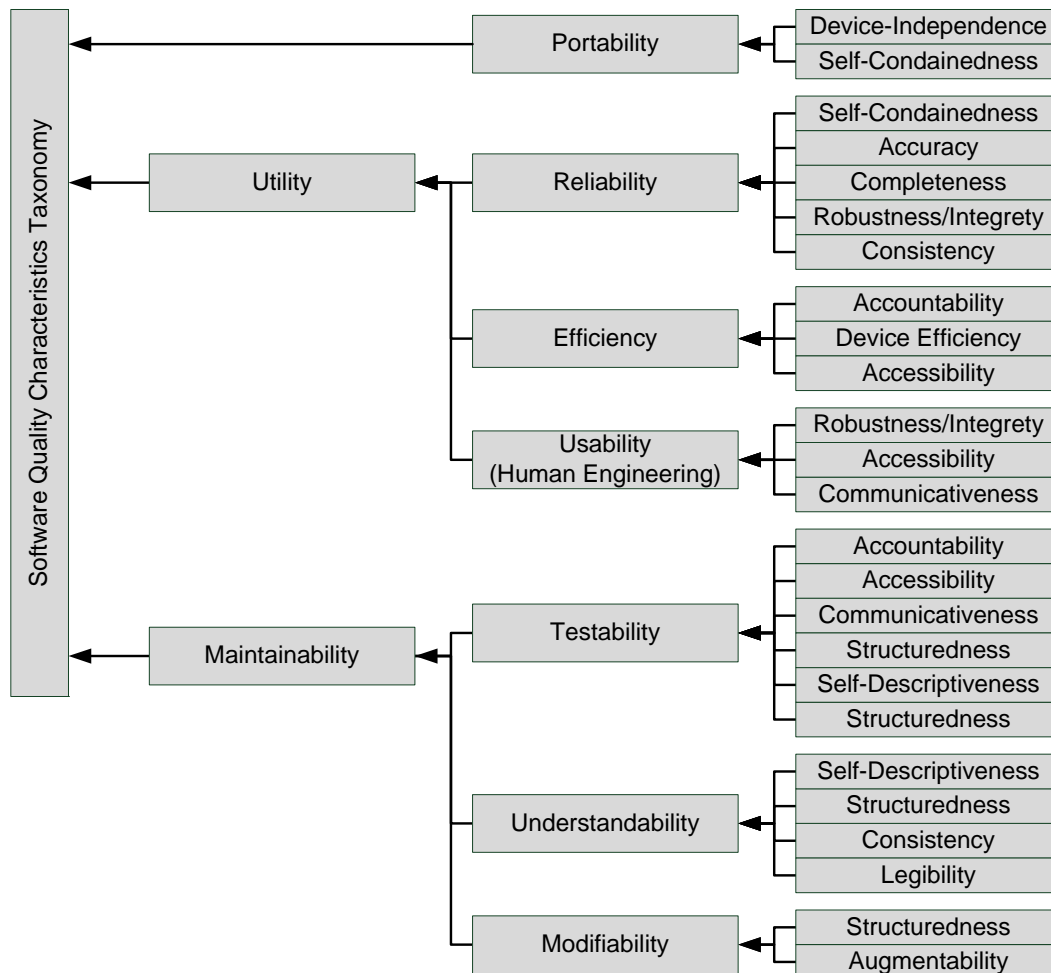 Software Quality Characteristics Taxonomy
Portability
Device-Independence
Self-Condainedness
Utility
Reliability
Self-Condainedness
Accuracy
Completeness
Robustness/Integrety
Consistency
Efficiency
Accountability
Device Efficiency
Accessibility
Usability
(Human Engineering)
Robustness/Integrety
Accessibility
Communicativeness
Maintainability
Testability
Accountability
Accessibility
Communicativeness
Structuredness
Self-Descriptiveness
Structuredness
Understandability
Self-Descriptiveness
Structuredness
Consistency
Legibility
Modifiability
Structuredness
Augmentability